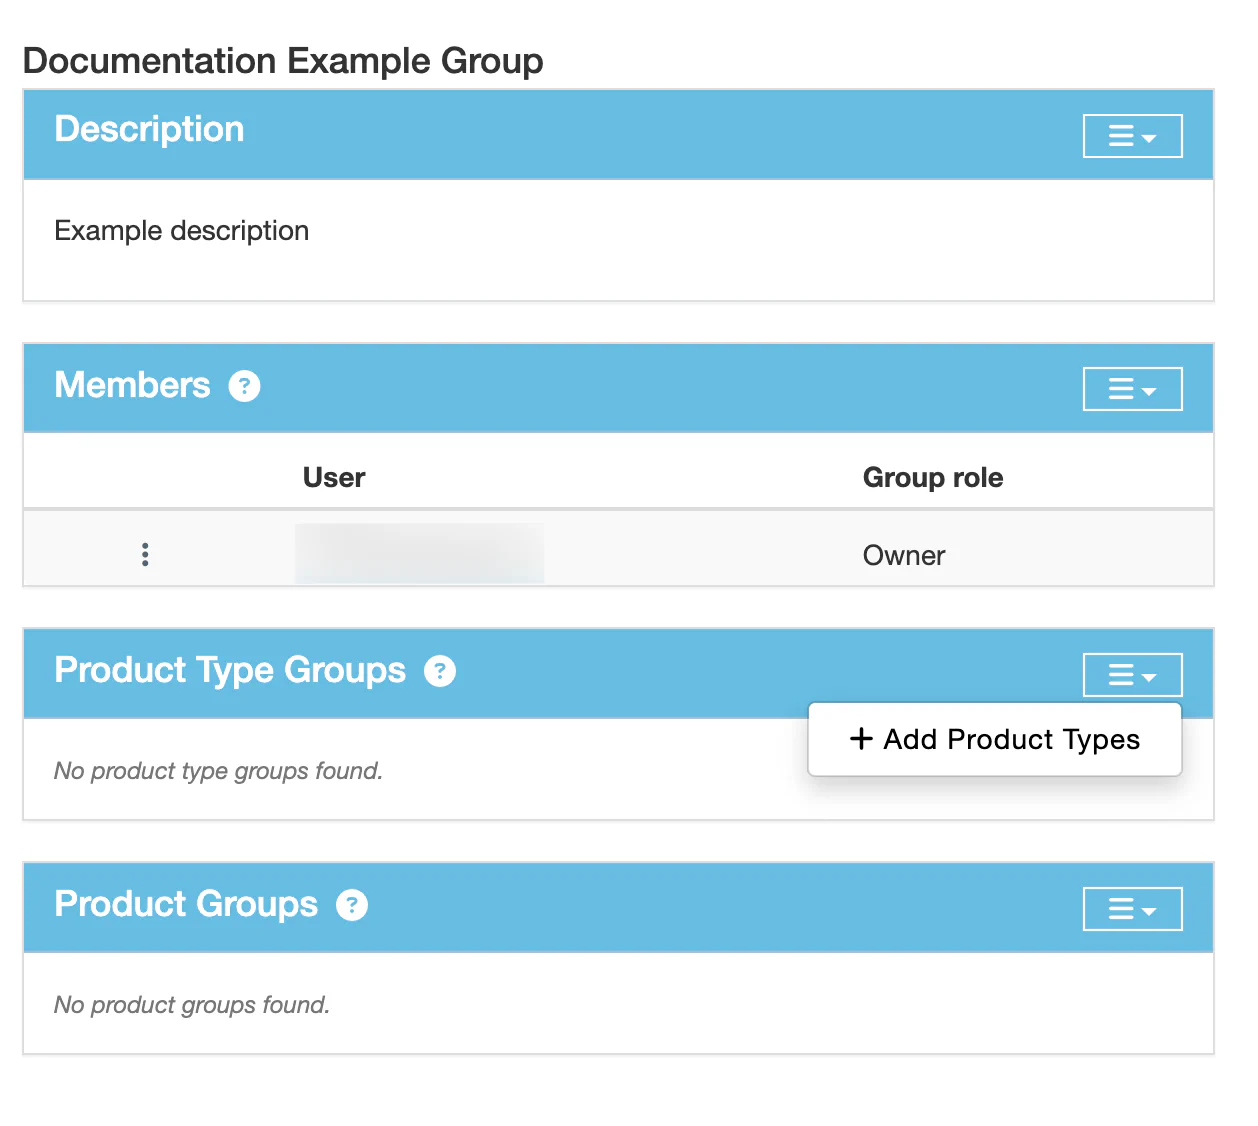 Documentation Example Group
Description
Example description
Members ?
User Group role
Owner
Product Type Groups ?
+ Add Product Types
No product type groups found.
Product Groups ?
No product groups found.